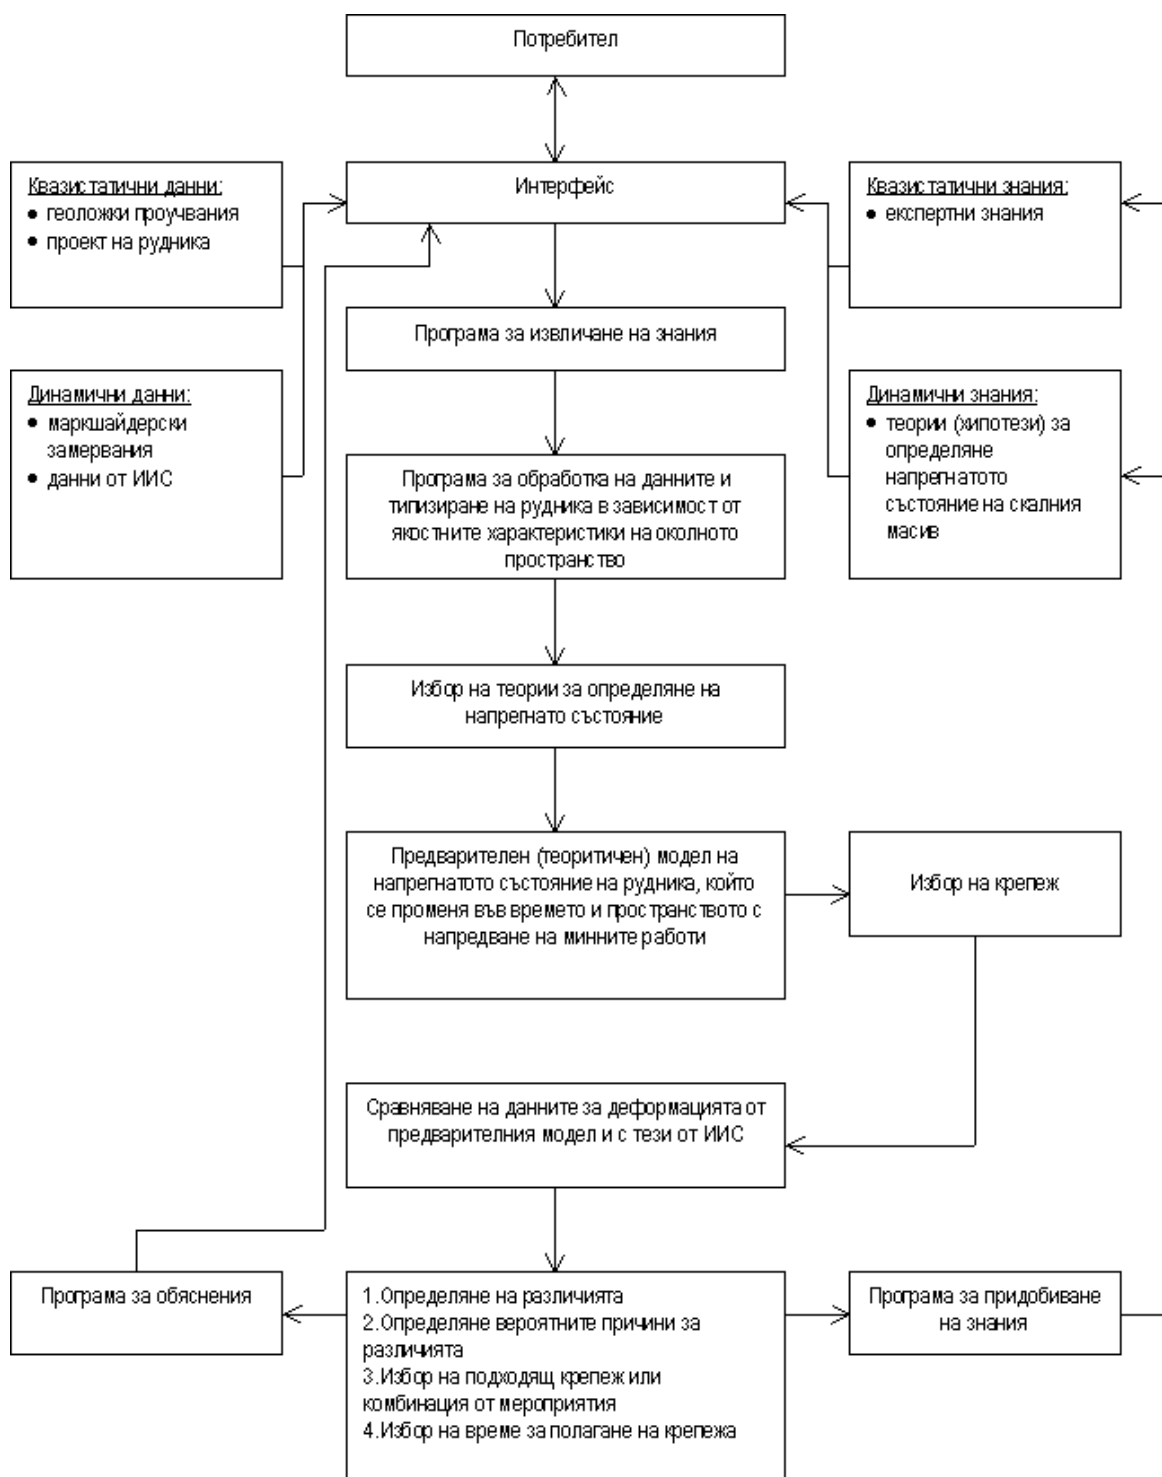 Потребител
Интерфейс
Квазистатични данни:
• геоложки проучвания
• проект на рудника
Квазистатични знания:
• експертни знания
Програма за извличане на знания
Динамични данни:
• маркшайдерски
замервания
• данни от ИИС
Динамични знания:
• теории (хипотези) за
определяне
напрегнатото
състояние на скалния
масив
Програма за обработка на данните и
типизиране на рудника в зависимост от
якостните характеристики на околното
пространство
Избор на теории за определяне на
напрегнато състояние
Предварителен (теоритичен) модел на
напрегнатото състояние на рудника, който
се променя във времето и пространството с
напредване на минните работи
Избор на крепеж
Сравняване на данните за деформацията от
предварителния модел и с тези от ИИС
Програма за обяснения
1.Определяне на различията
2.Определяне вероятните причини за
различията
3.Избор на подходящ крепеж или
комбинация от мероприятия
4.Избор на време за полагане на крепежа
Програма за придобиване
на знания